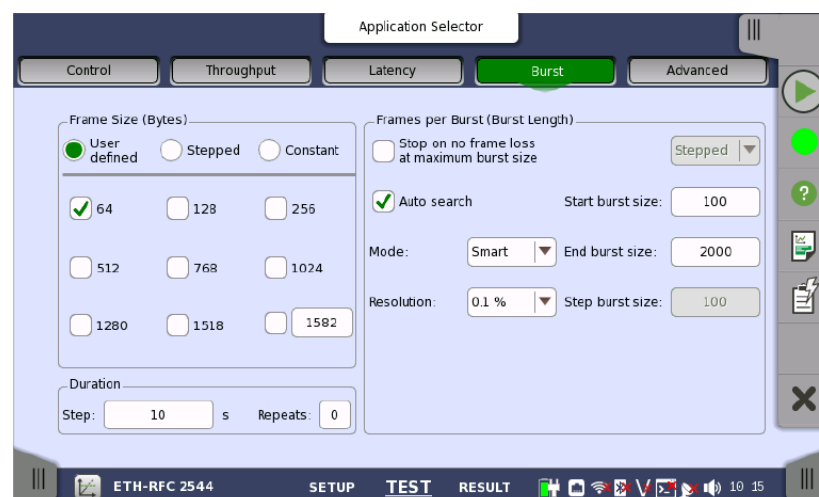 Application Selector
Control Throughput Latency Burst Advanced
Frame Size (Bytes)
User defined Stepped Constant
64 128 256
512 768 1024
1280 1518 1582
Duration
Step: 10 s Repeats: 0
Frames per Burst (Burst Length)
Stop on no frame loss
at maximum burst size
Stepped
Auto search Start burst size: 100
Mode: Smart End burst size: 2000
Resolution: 0.1 % Step burst size: 100
ETH-RFC 2544 SETUP TEST RESULT 10 15